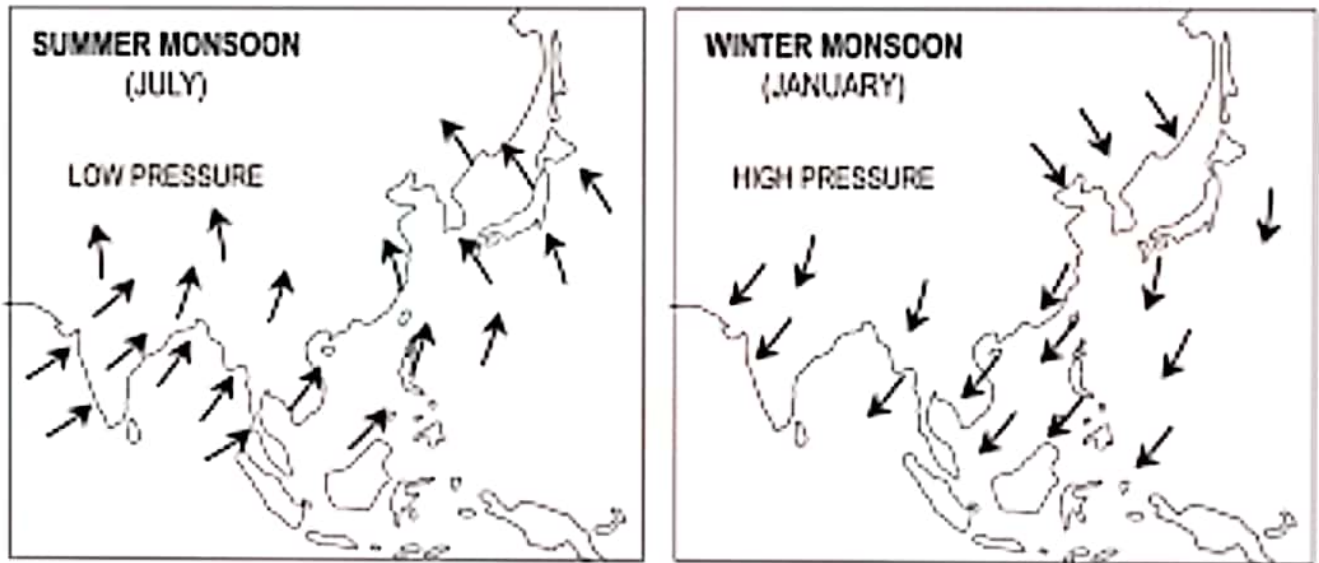 SUMMER MONSOON
(JULY)
LOW PRESSURE
WINTER MONSOON
(JANUARY)
HIGH PRESSURE